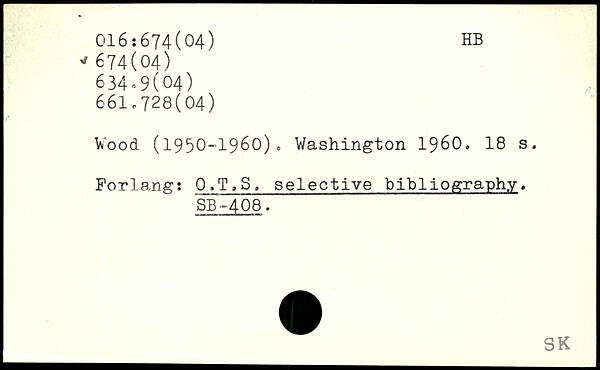 016:674(04) HB
✓ 674(04)
634.9(04)
661.728(04)
Wood (1950-1960). Washington 1960. 18 s.
Forlang: O.T.S. selective bibliography.
SB-408.
SK